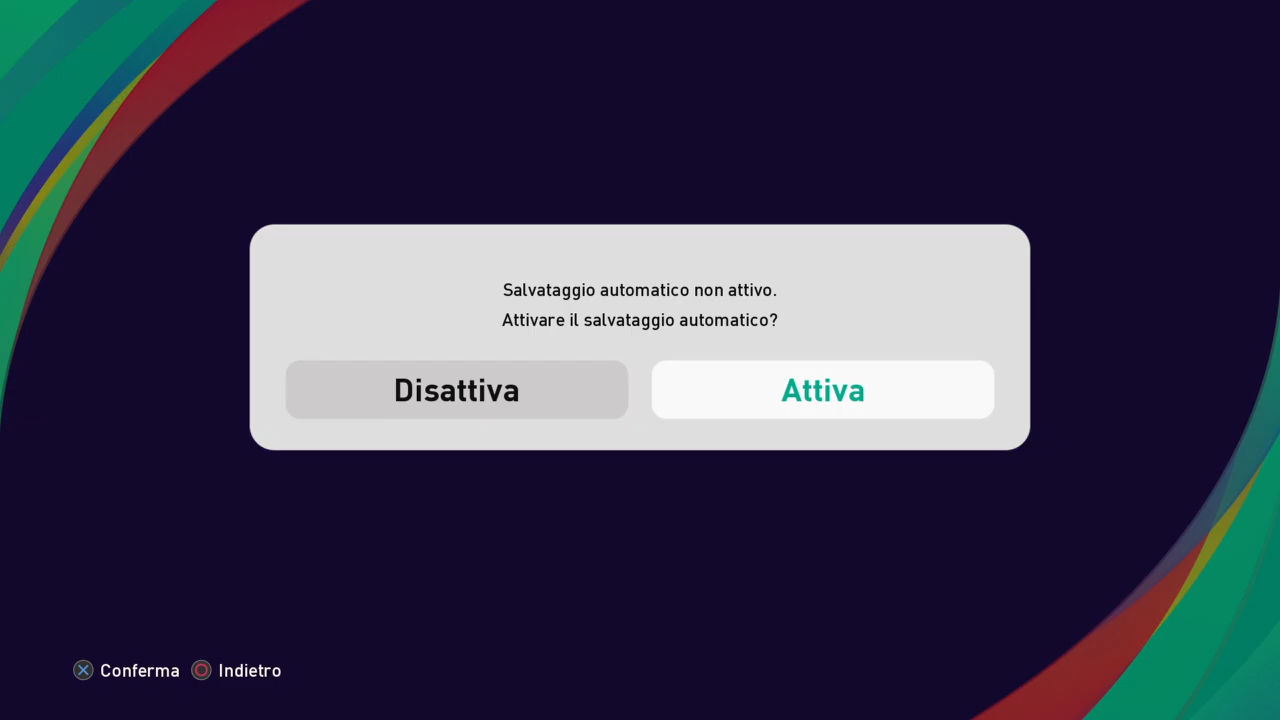 Salvataggio automatico non attivo.
Attivare il salvataggio automatico?
Disattiva Attiva
Conferma Indietro